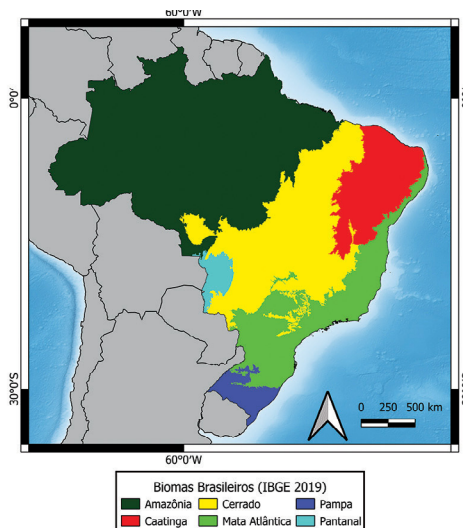 60°0'W
0°0'
30°0'S
0 250 500 km
60°0'W
Biomas Brasileiros (IBGE 2019)
Amazônia Cerrado Pampa
Caatinga Mata Atlântica Pantanal